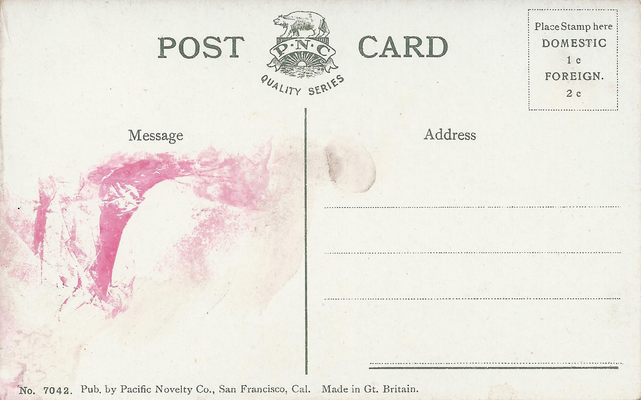 POST CARD
P·N·C
QUALITY SERIES
Place Stamp here
DOMESTIC
1 c
FOREIGN.
2 c
Message
Address
No. 7042. Pub. by Pacific Novelty Co., San Francisco, Cal. Made in Gt. Britain.